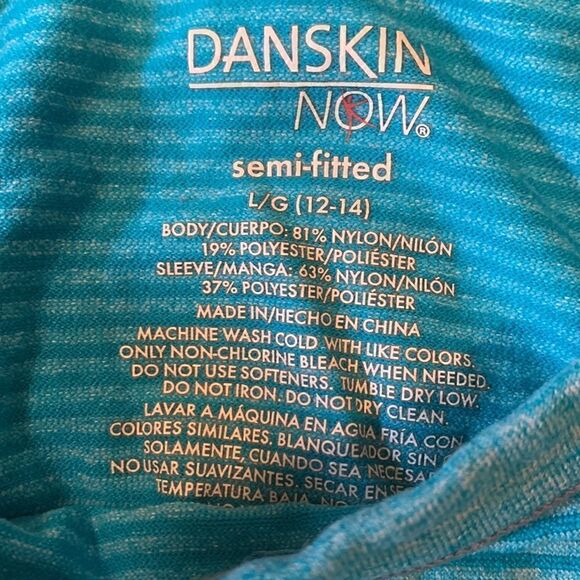 DANSKIN
NOW®
semi-fitted
L/G (12-14)
BODY/CUERPO: 81% NYLON/NILÓN
19% POLYESTER/POLIÉSTER
SLEEVE/MANGA: 63% NYLON/NILÓN
37% POLYESTER/POLIÉSTER
MADE IN/HECHO EN CHINA
MACHINE WASH COLD WITH LIKE COLORS.
ONLY NON-CHLORINE BLEACH WHEN NEEDED.
DO NOT USE SOFTENERS. TUMBLE DRY LOW.
DO NOT IRON. DO NOT DRY CLEAN.
LAVAR A MÁQUINA EN AGUA FRÍA CON
COLORES SIMILARES. BLANQUEADOR SIN
SOLAMENTE, CUANDO SEA
NO USAR SUAVIZANTES. SECAR EN
TEMPERATURA BAJA.